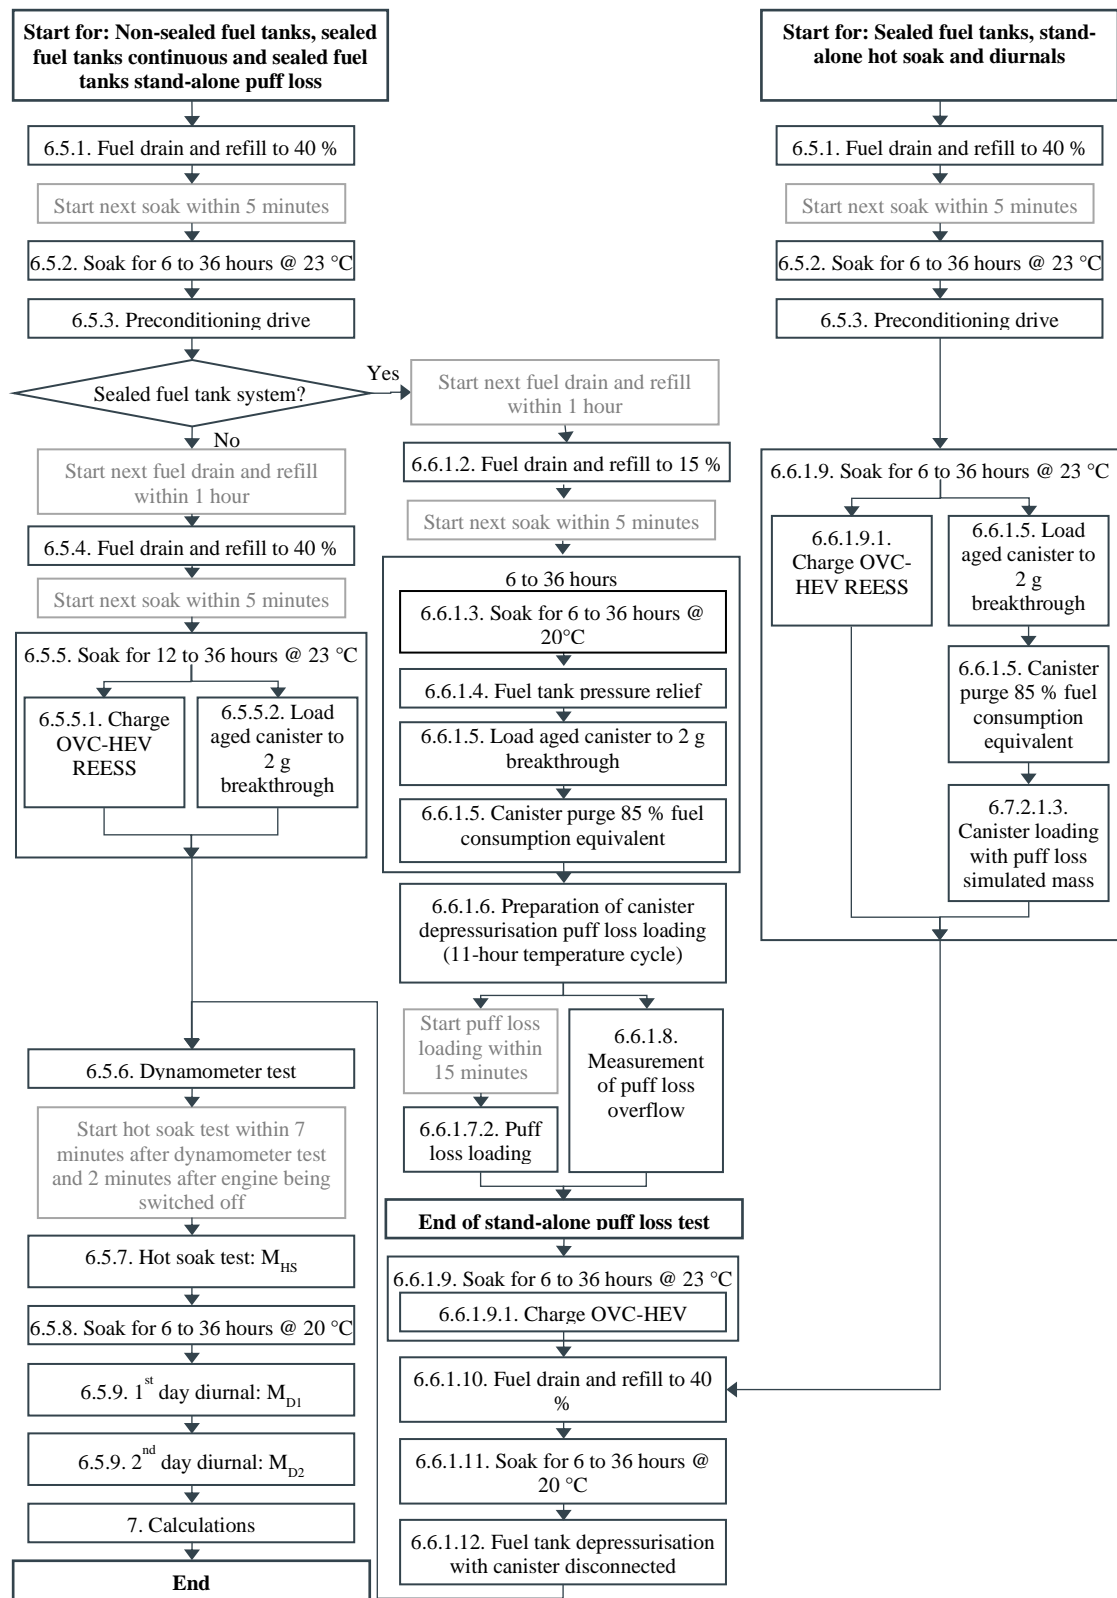 Start for: Non-sealed fuel tanks, sealed
fuel tanks continuous and sealed fuel
tanks stand-alone puff loss
6.5.1. Fuel drain and refill to 40 %
Start next soak within 5 minutes
6.5.2. Soak for 6 to 36 hours @ 23 °C
6.5.3. Preconditioning drive
Sealed fuel tank system?
Yes
No
Start next fuel drain and refill
within 1 hour
6.5.4. Fuel drain and refill to 40 %
Start next soak within 5 minutes
6.5.5. Soak for 12 to 36 hours @ 23 °C
6.5.5.1. Charge
OVC-HEV
REESS
6.5.5.2. Load
aged canister to
2 g
breakthrough
6.5.6. Dynamometer test
Start hot soak test within 7
minutes after dynamometer test
and 2 minutes after engine being
switched off
6.5.7. Hot soak test: MHS
6.5.8. Soak for 6 to 36 hours @ 20 °C
6.5.9. 1st day diurnal: MD1
6.5.9. 2nd day diurnal: MD2
7. Calculations
End
Start next fuel drain and refill
within 1 hour
6.6.1.2. Fuel drain and refill to 15 %
Start next soak within 5 minutes
6 to 36 hours
6.6.1.3. Soak for 6 to 36 hours @
20°C
6.6.1.4. Fuel tank pressure relief
6.6.1.5. Load aged canister to 2 g
breakthrough
6.6.1.5. Canister purge 85 % fuel
consumption equivalent
6.6.1.6. Preparation of canister
depressurisation puff loss loading
(11-hour temperature cycle)
Start puff loss
loading within
15 minutes
6.6.1.7.2. Puff
loss loading
6.6.1.8.
Measurement
of puff loss
overflow
End of stand-alone puff loss test
6.6.1.9. Soak for 6 to 36 hours @ 23 °C
6.6.1.9.1. Charge OVC-HEV
6.6.1.10. Fuel drain and refill to 40
%
6.6.1.11. Soak for 6 to 36 hours @
20 °C
6.6.1.12. Fuel tank depressurisation
with canister disconnected
Start for: Sealed fuel tanks, stand-
alone hot soak and diurnals
6.5.1. Fuel drain and refill to 40 %
Start next soak within 5 minutes
6.5.2. Soak for 6 to 36 hours @ 23 °C
6.5.3. Preconditioning drive
6.6.1.9. Soak for 6 to 36 hours @ 23 °C
6.6.1.9.1.
Charge OVC-
HEV REESS
6.6.1.5. Load
aged canister to
2 g
breakthrough
6.6.1.5. Canister
purge 85 % fuel
consumption
equivalent
6.7.2.1.3.
Canister loading
with puff loss
simulated mass